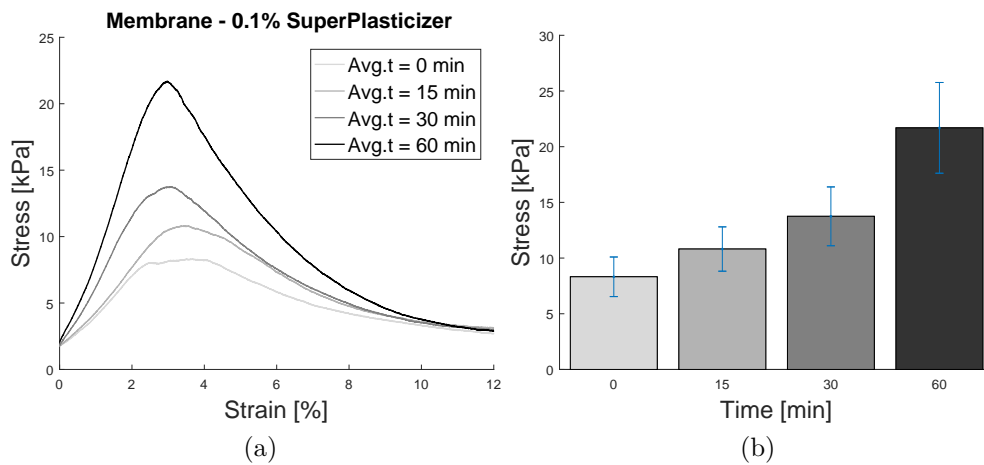 Membrane - 0.1% SuperPlasticizer
25
20
15
10
5
0
Stress [kPa]
Avg.t = 0 min
Avg.t = 15 min
Avg.t = 30 min
Avg.t = 60 min
0 2 4 6 8 10 12
Strain [%]
(a)
30
25
20
15
10
5
0
Stress [kPa]
0 15 30 60
Time [min]
(b)